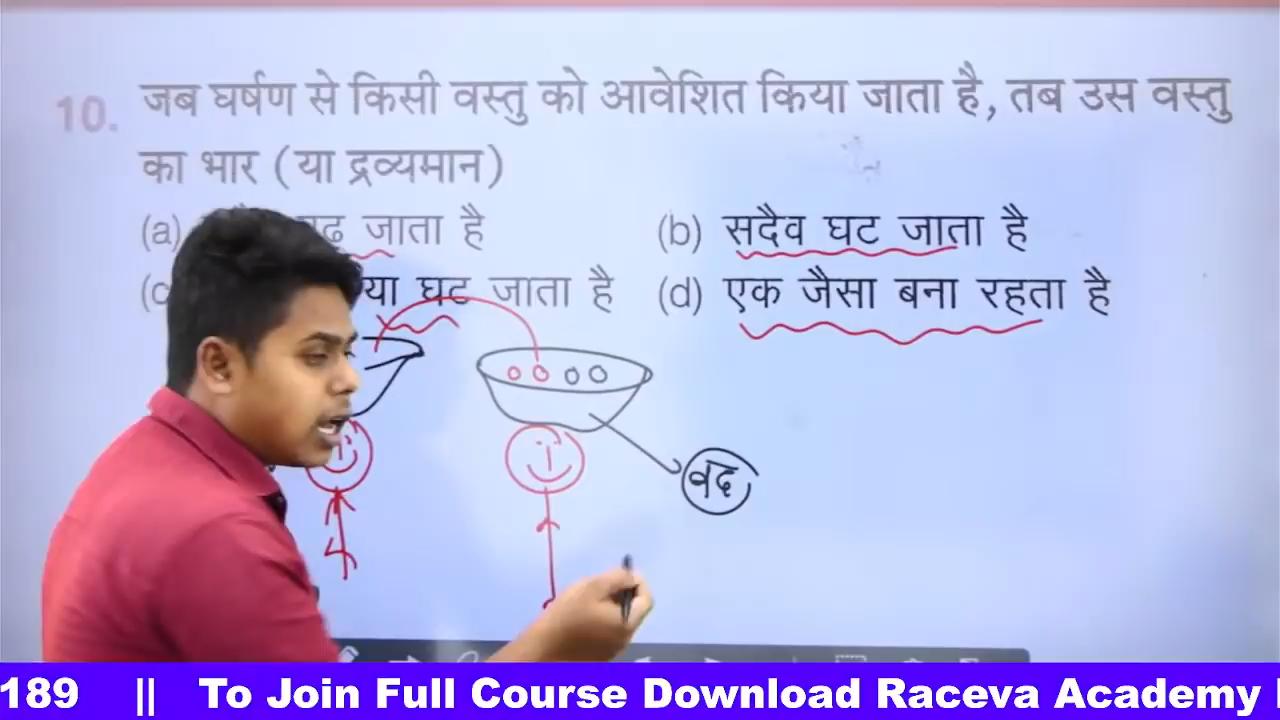 10. जब घर्षण से किसी वस्तु को आवेशित किया जाता है, तब उस वस्तु
का भार (या द्रव्यमान)
(a) जाता है (b) सदैव घट जाता है
(c या घट जाता है (d) एक जैसा बना रहता है
189 || To Join Full Course Download Raceva Academy